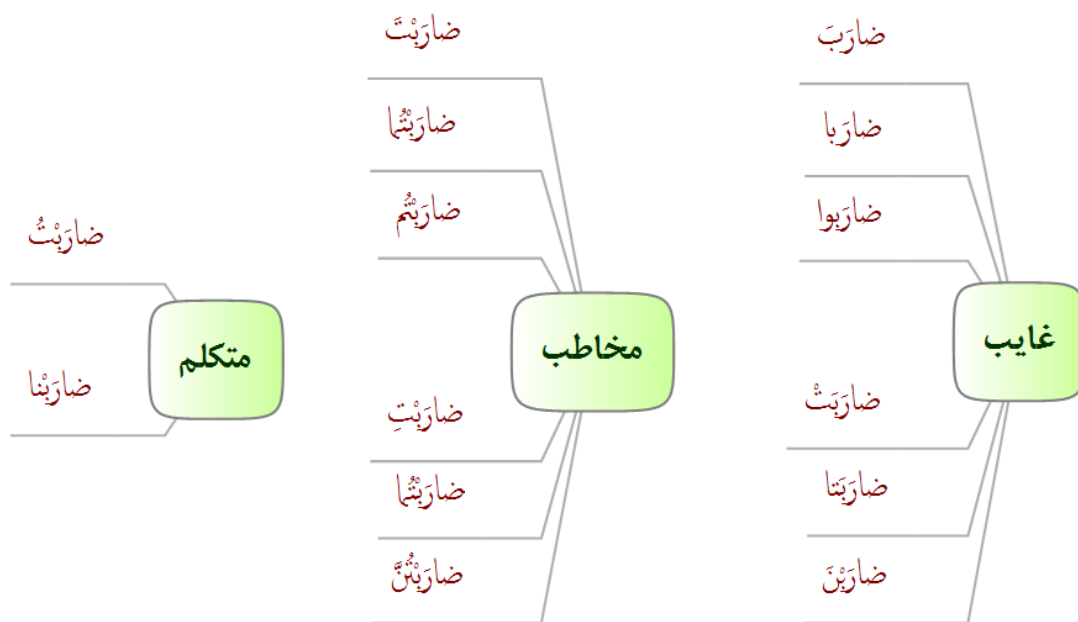 غایب
ضارَبَ
ضارَبا
ضارَبوا
ضارَبَتْ
ضارَبَتا
ضارَبْنَ
مخاطب
ضارَبْتَ
ضارَبْتُما
ضارَبْتُم
ضارَبْتِ
ضارَبْتُما
ضارَبْتُنَّ
متکلم
ضارَبْتُ
ضارَبْنا